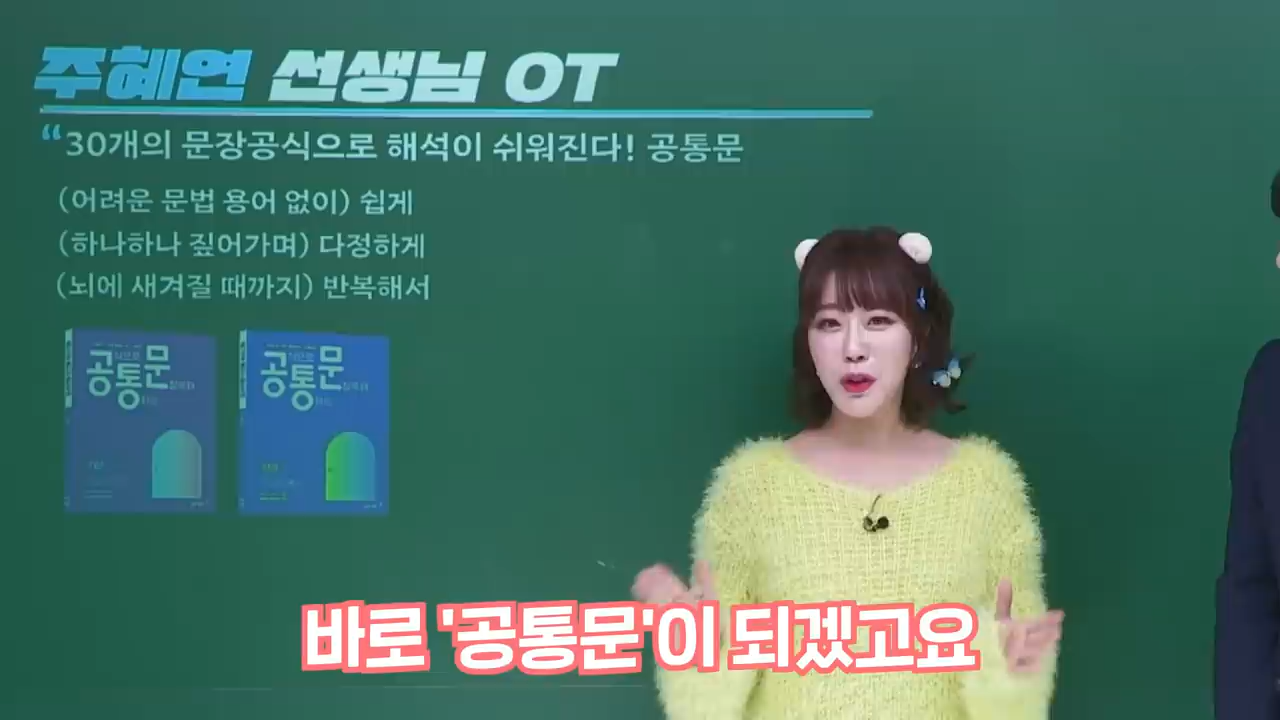 주혜연 선생님 OT
“30개의 문장공식으로 해석이 쉬워진다! 공통문
(어려운 문법 용어 없이) 쉽게
(하나하나 짚어가며) 다정하게
(뇌에 새겨질 때까지) 반복해서
공통문
공통문
바로 '공통문'이 되겠고요